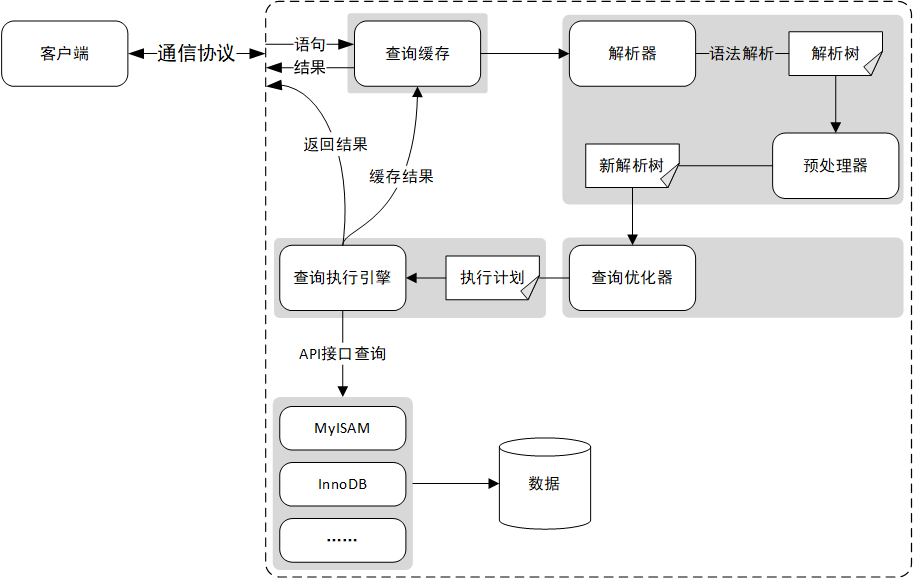 客户端
通信协议
语句
结果
查询缓存
解析器
语法解析
解析树
返回结果
缓存结果
新解析树
预处理器
查询执行引擎
执行计划
查询优化器
API接口查询
MyISAM
InnoDB
数据
……